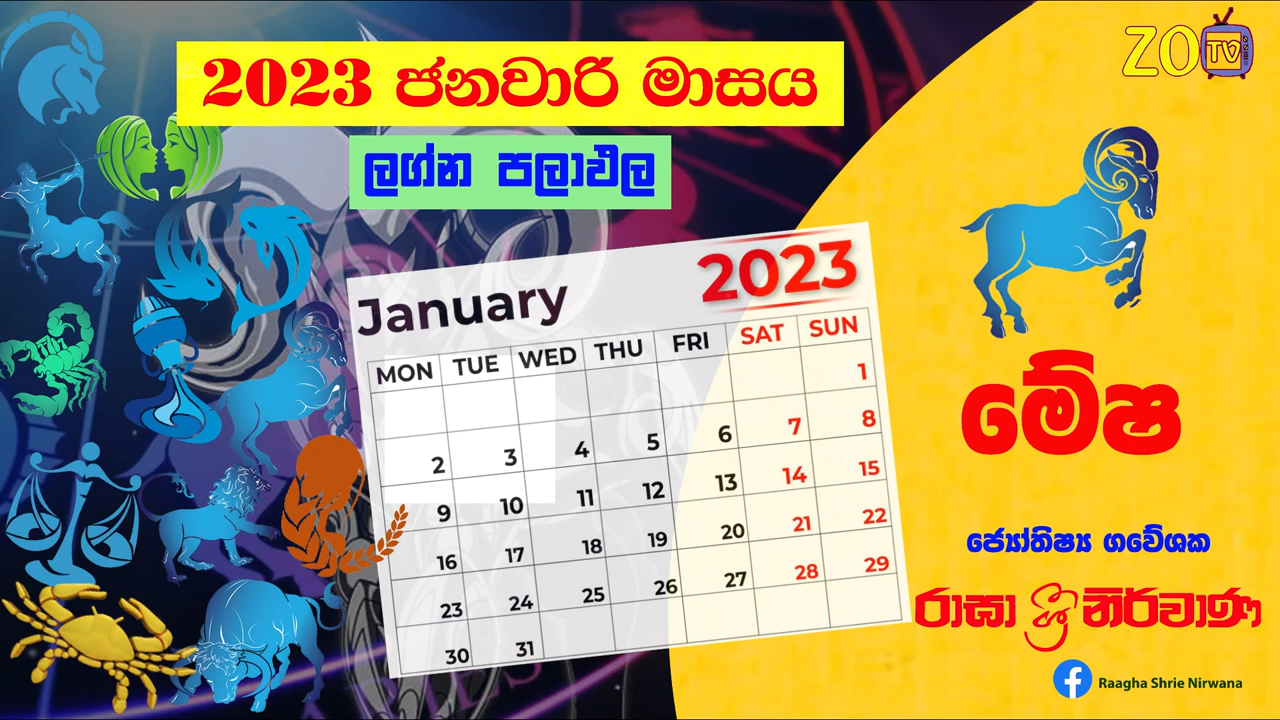 ZO TV
2023 ජනවාරි මාසය
ලග්න පලාඵල
January 2023
MON TUE WED THU FRI SAT SUN
1
2 3 4 5 6 7 8
9 10 11 12 13 14 15
16 17 18 19 20 21 22
23 24 25 26 27 28 29
30 31
මේෂ
ජ්‍යෝතිෂ්‍ය ගවේශක
රාඝා ශ්‍රී නිර්වාණ
Raagha Shrie Nirwana